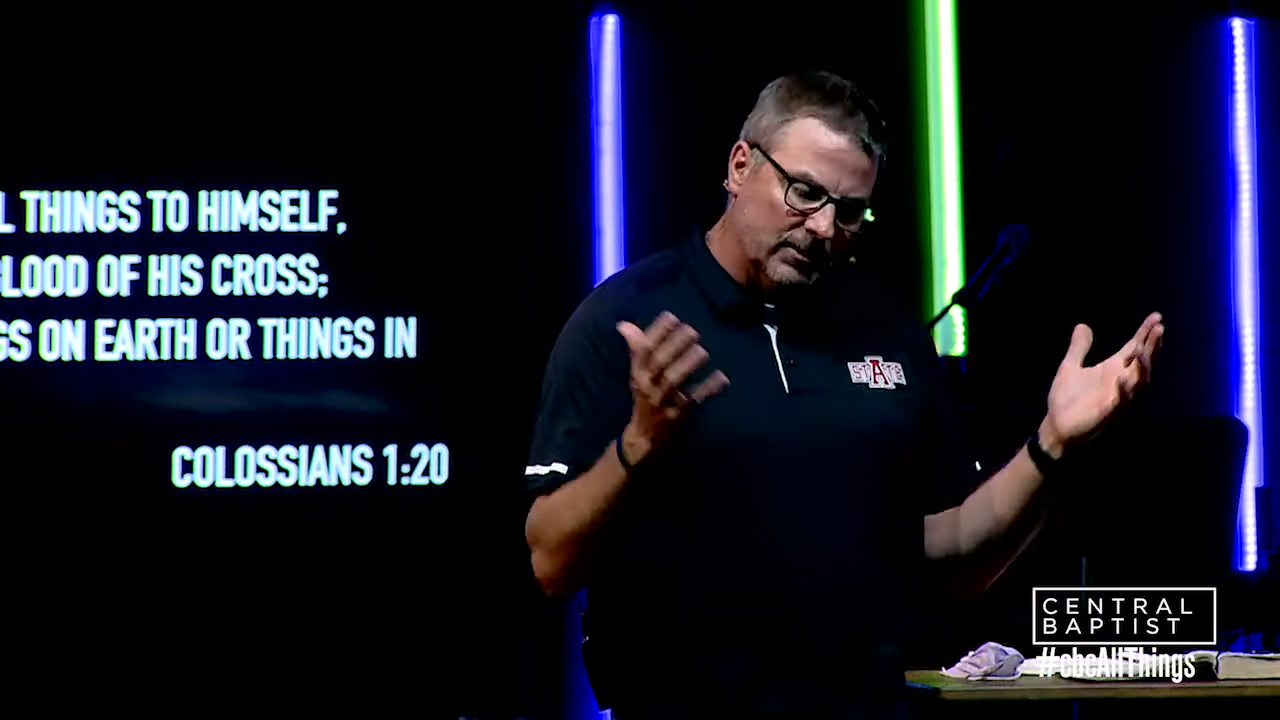 L THINGS TO HIMSELF,
LOOD OF HIS CROSS;
GS ON EARTH OR THINGS IN
COLOSSIANS 1:20
STATE
CENTRAL
BAPTIST
#cbcAllThings